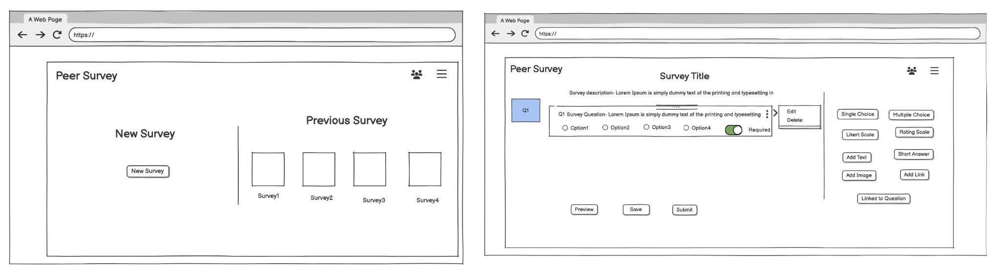 A Web Page
https://
Peer Survey
New Survey
New Survey
Previous Survey
Survey1
Survey2
Survey3
Survey4
A Web Page
https://
Peer Survey
Survey Title
Survey description- Lorem Ipsum is simply dummy text of the printing and typesetting in
Q1
Q1 Survey Question- Lorem Ipsum is simply dummy text of the printing and typesetting
Option1 Option2 Option3 Option4 Required
Edit
Delete
Single Choice Multiple Choice
Likert Scale Rating Scale
Add Text Short Answer
Add Image Add Link
Linked to Question
Preview Save Submit